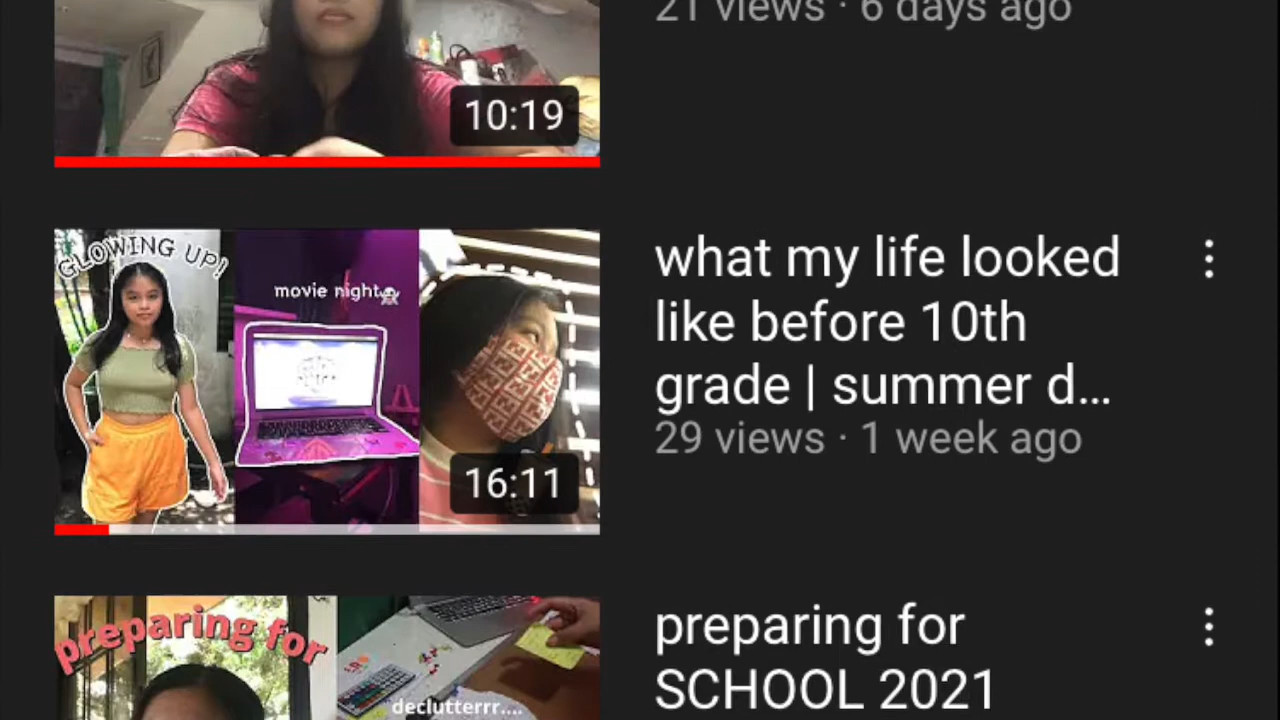 21 views · 6 days ago
10:19
GLOWING UP!
movie night
16:11
what my life looked
like before 10th
grade | summer d...
29 views · 1 week ago
preparing for
declutterrr....
preparing for
SCHOOL 2021